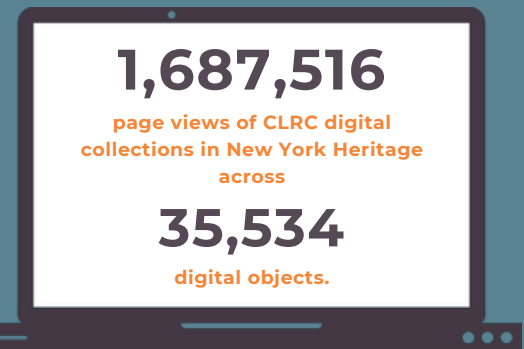 1,687,516
page views of CLRC digital
collections in New York Heritage
across
35,534
digital objects.